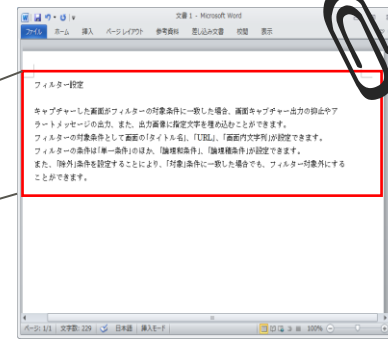 文書 1 - Microsoft Word
ファイル ホーム 挿入 ページ レイアウト 参考資料 差し込み文書 校閲 表示
フィルター設定
キャプチャーした画面がフィルターの対象条件に一致した場合、画面キャプチャー出力の抑止やア
ラートメッセージの出力、また、出力画像に指定文字を埋め込むことができます。
フィルターの対象条件として画面の「タイトル名」、「URL」、「画面内文字列」が設定できます。
フィルターの条件は「単一条件」のほか、「論理和条件」、「論理積条件」が設定できます。
また、「除外」条件を設定することにより、「対象」条件に一致した場合でも、フィルター対象外にする
ことができます。
ページ: 1/1 文字数: 229 日本語 挿入モード 100%